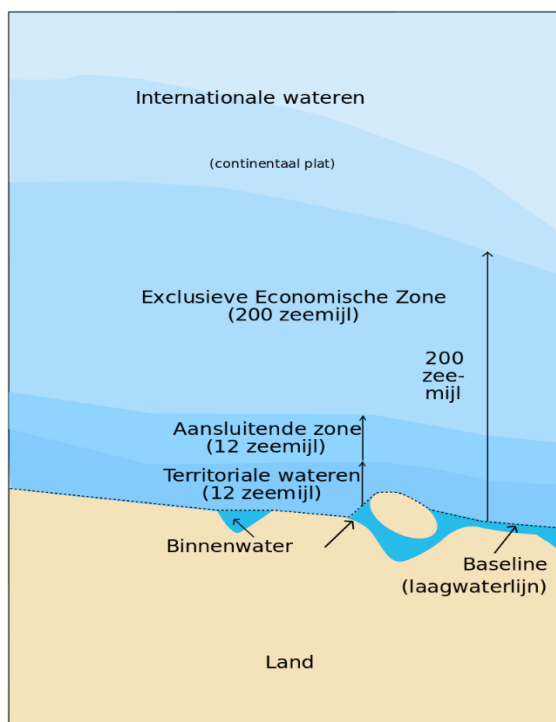 Internationale wateren
(continentaal plat)
Exclusieve Economische Zone
(200 zeemijl)
200
zee-
mijl
Aansluitende zone
(12 zeemijl)
Territoriale wateren
(12 zeemijl)
Binnenwater
Baseline
(laagwaterlijn)
Land